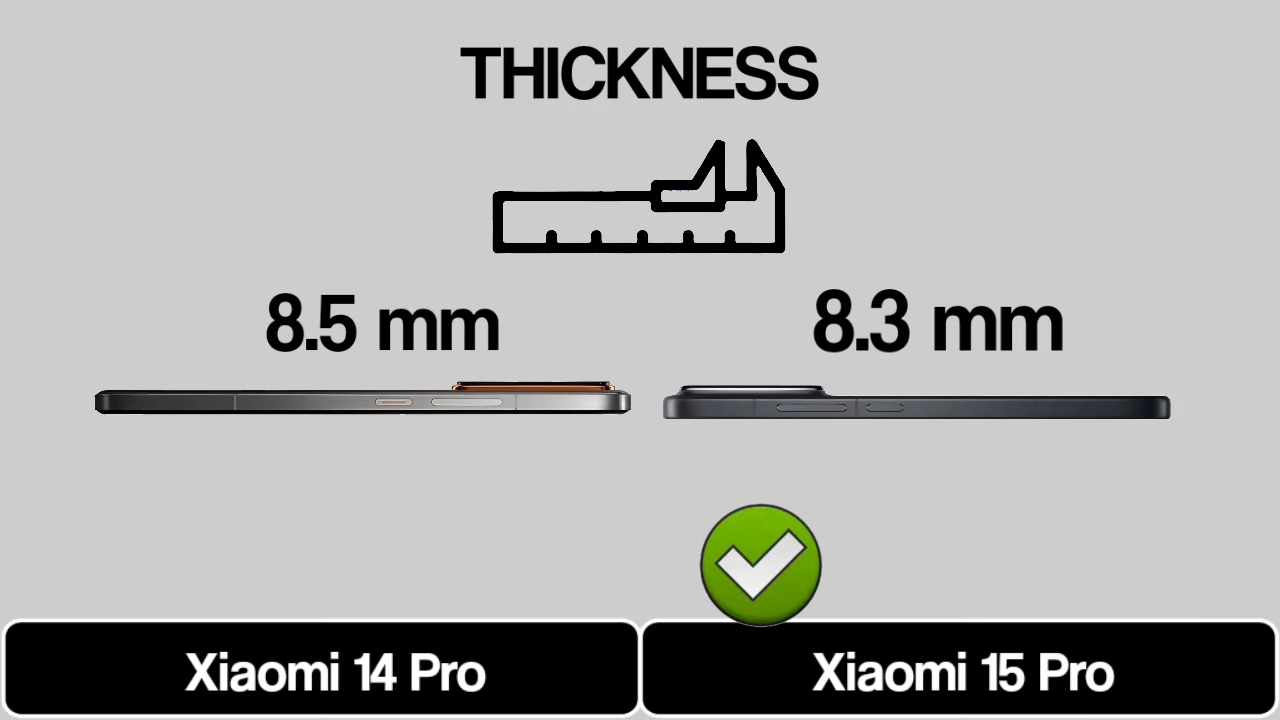 THICKNESS
8.5 mm
8.3 mm
Xiaomi 14 Pro
Xiaomi 15 Pro